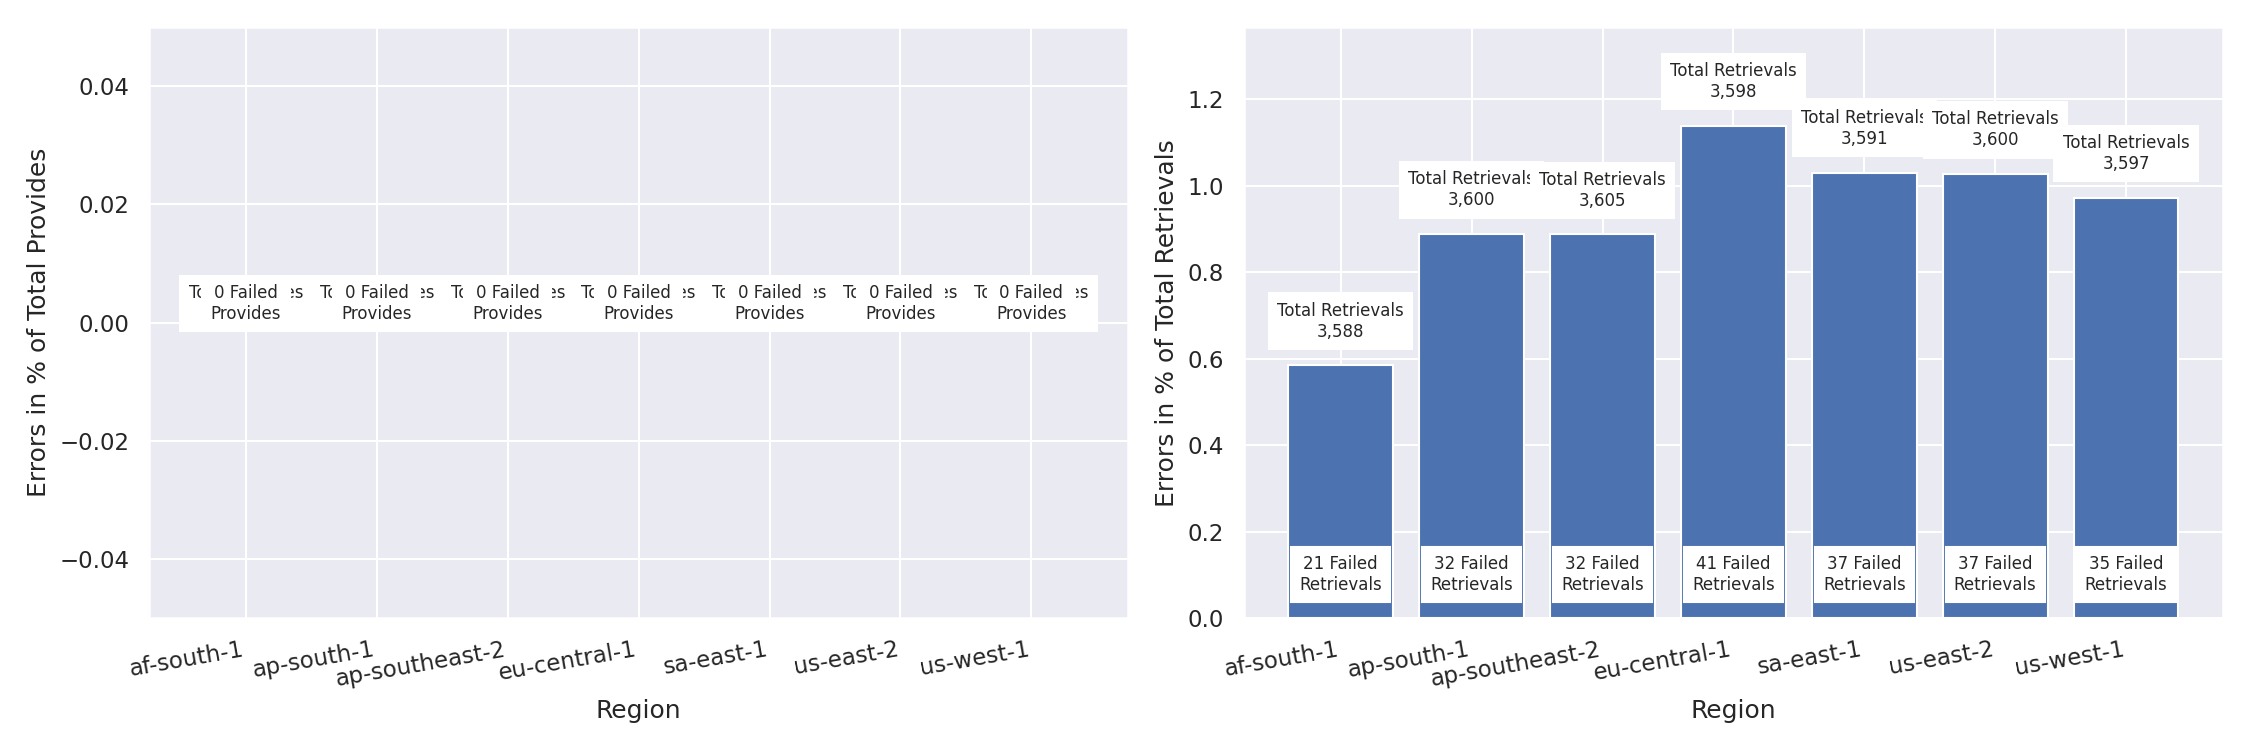 Errors in % of Total Provides
0.04
0.02
0.00
−0.02
−0.04
0 Failed
Provides
0 Failed
Provides
0 Failed
Provides
0 Failed
Provides
0 Failed
Provides
0 Failed
Provides
0 Failed
Provides
af-south-1
ap-south-1
ap-southeast-2
eu-central-1
sa-east-1
us-east-2
us-west-1
Region
Errors in % of Total Retrievals
1.2
1.0
0.8
0.6
0.4
0.2
0.0
Total Retrievals
3,588
Total Retrievals
3,600
Total Retrievals
3,605
Total Retrievals
3,598
Total Retrievals
3,591
Total Retrievals
3,600
Total Retrievals
3,597
21 Failed
Retrievals
32 Failed
Retrievals
32 Failed
Retrievals
41 Failed
Retrievals
37 Failed
Retrievals
37 Failed
Retrievals
35 Failed
Retrievals
af-south-1
ap-south-1
ap-southeast-2
eu-central-1
sa-east-1
us-east-2
us-west-1
Region